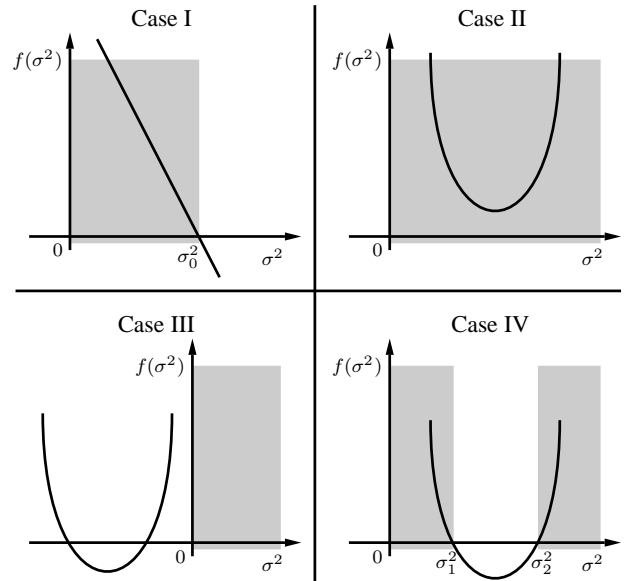 Case I
f(σ²)
0
σ₀²
σ²
Case II
f(σ²)
0
σ²
Case III
f(σ²)
0
σ²
Case IV
f(σ²)
0
σ₁²
σ₂²
σ²